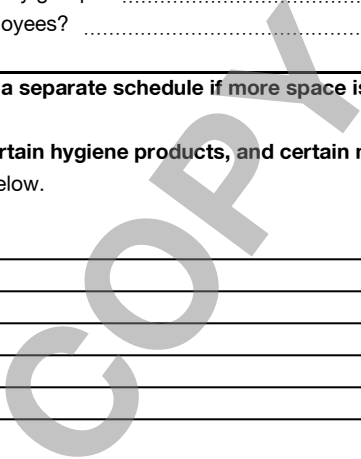 oyees?
a separate schedule if more space is
rtain hygiene products, and certain
elow.
COPY